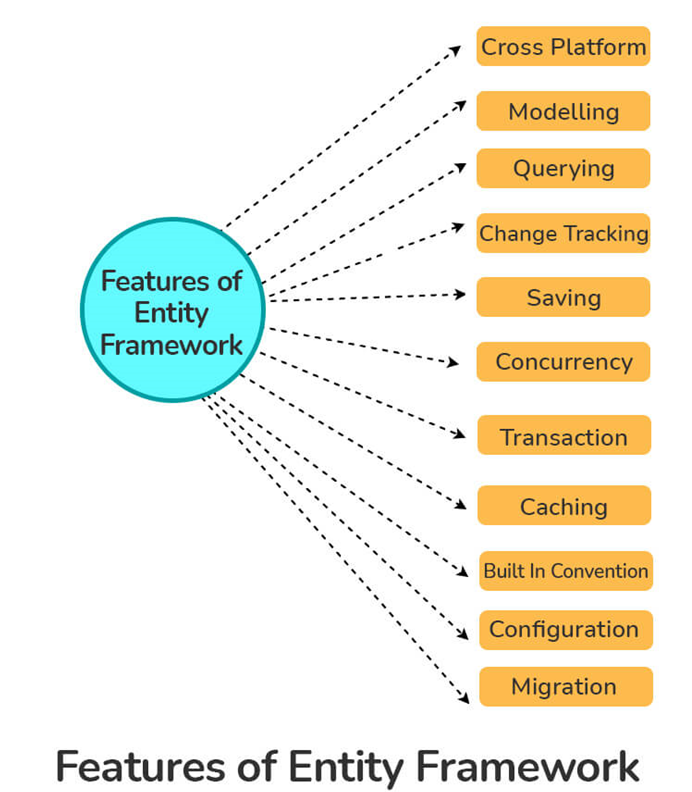 Features of
Entity
Framework
Cross Platform
Modelling
Querying
Change Tracking
Saving
Concurrency
Transaction
Caching
Built In Convention
Configuration
Migration
Features of Entity Framework